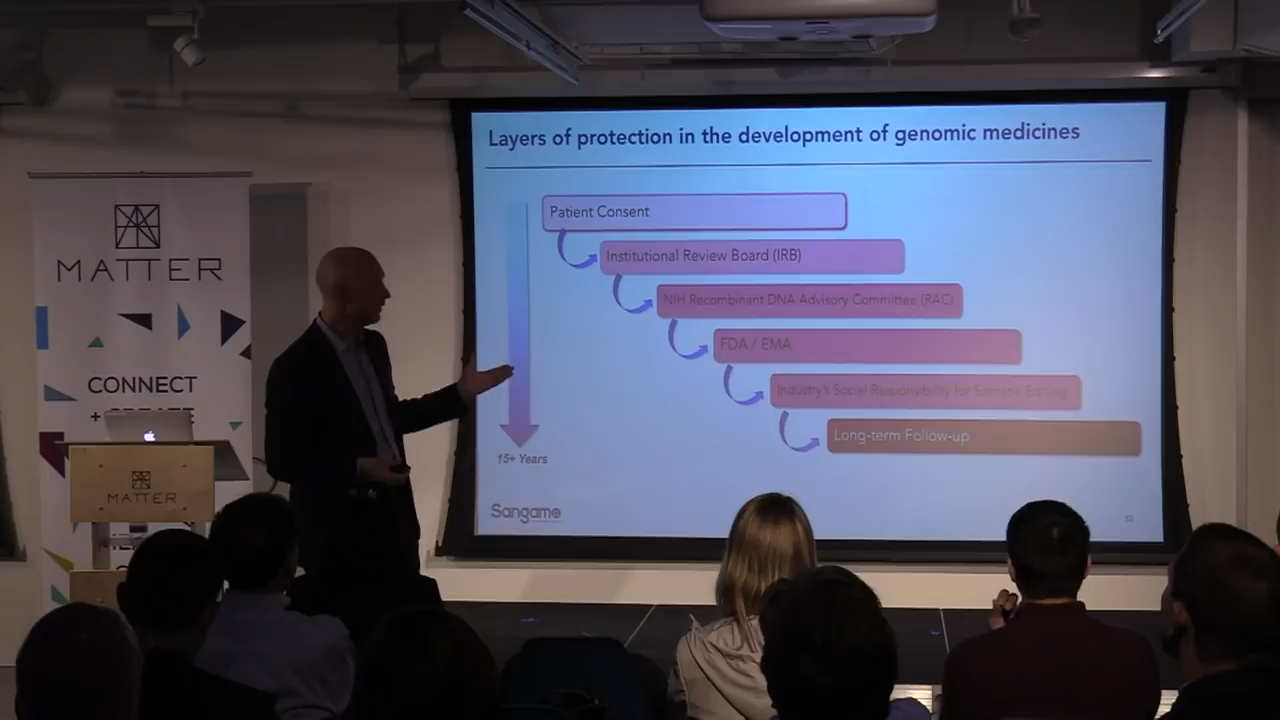 MATTER
CONNECT
+ CREATE
MATTER
Layers of protection in the development of genomic medicines
Patient Consent
Institutional Review Board (IRB)
NIH Recombinant DNA Advisory Committee (RAC)
FDA / EMA
Industry's Social Responsibility for Somatic Editing
Long-term Follow-up
15+ Years
Sangamo